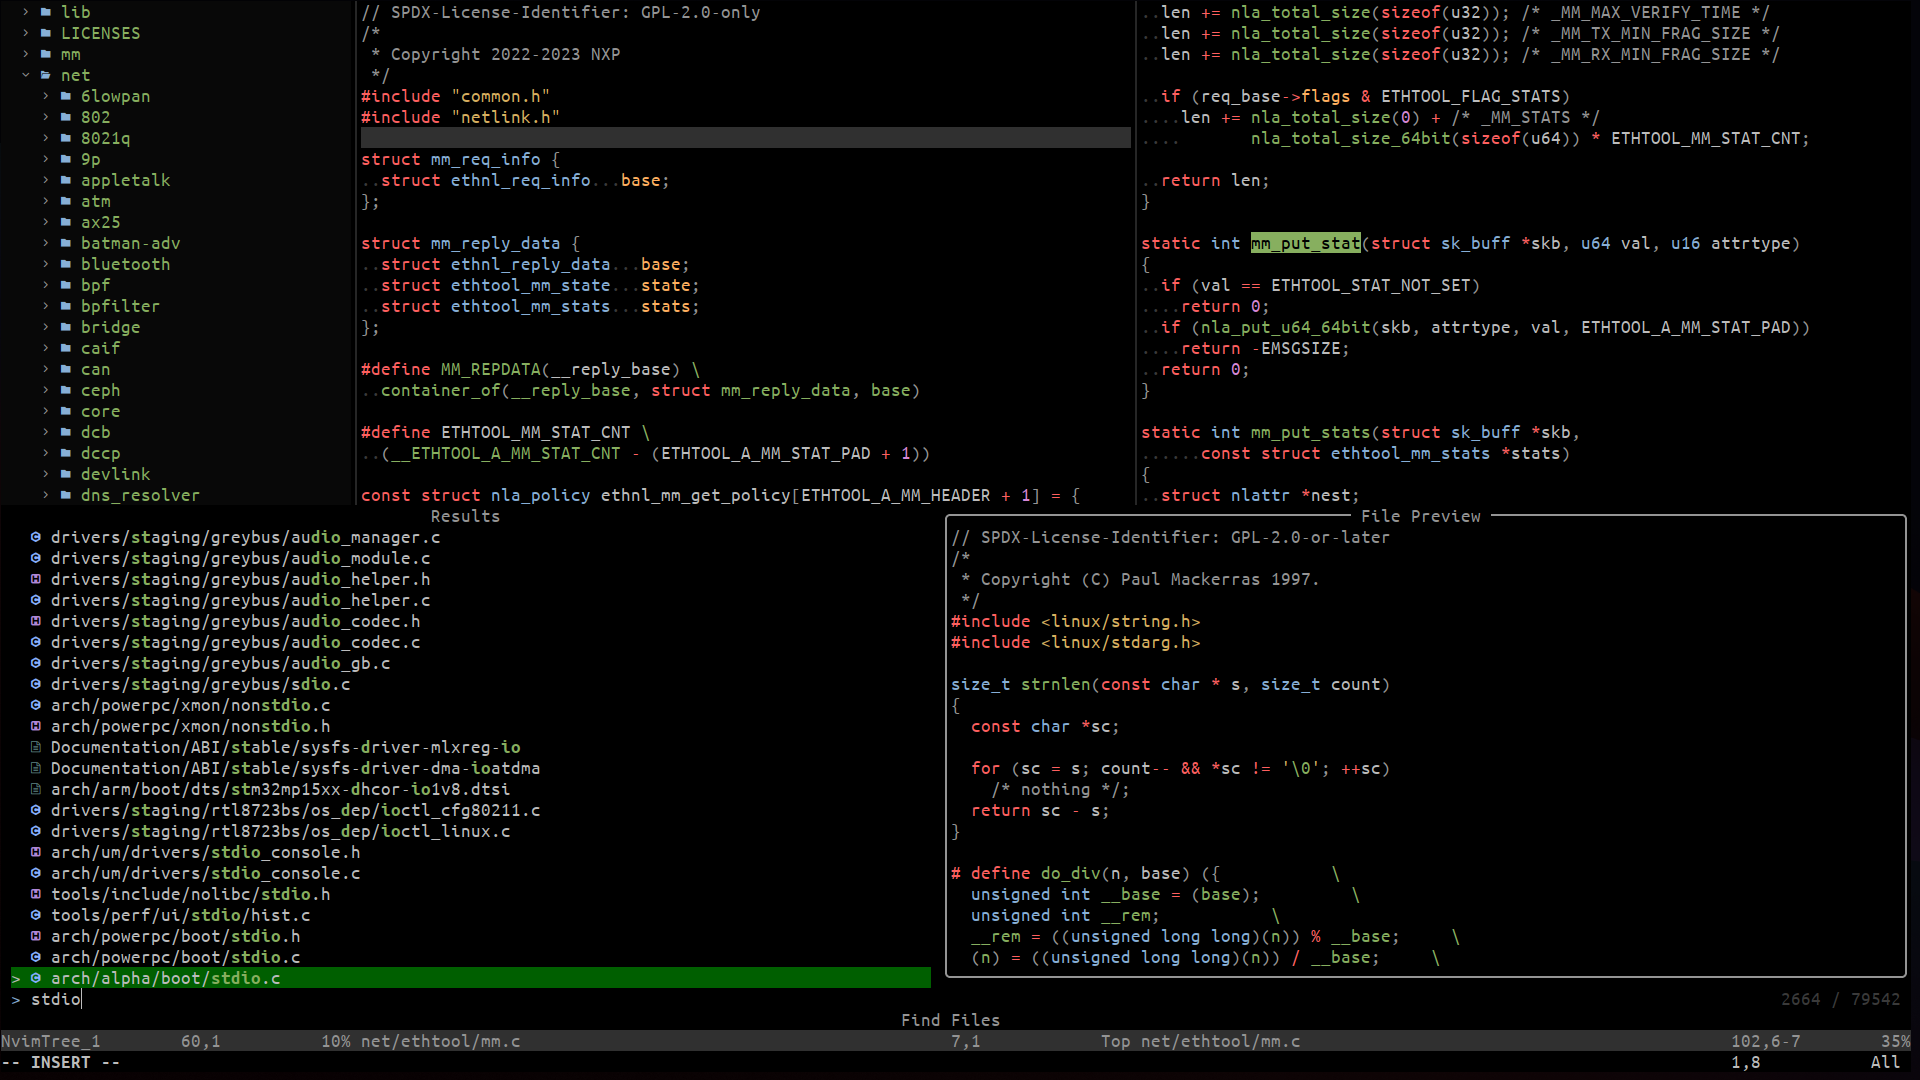 lib
LICENSES
mm
net
6lowpan
802
8021q
9p
appletalk
atm
ax25
batman-adv
bluetooth
bpf
bpfilter
bridge
caif
can
ceph
core
dcb
dccp
devlink
dns_resolver
// SPDX-License-Identifier: GPL-2.0-only
/*
 * Copyright 2022-2023 NXP
 */
#include "common.h"
#include "netlink.h"
struct mm_req_info {
..struct ethnl_req_info...base;
};
struct mm_reply_data {
..struct ethnl_reply_data...base;
..struct ethtool_mm_state...state;
..struct ethtool_mm_stats...stats;
};
#define MM_REPDATA(__reply_base) \
..container_of(__reply_base, struct mm_reply_data, base)
#define ETHTOOL_MM_STAT_CNT \
..(__ETHTOOL_A_MM_STAT_CNT - (ETHTOOL_A_MM_STAT_PAD + 1))
const struct nla_policy ethnl_mm_get_policy[ETHTOOL_A_MM_HEADER + 1] = {
..len += nla_total_size(sizeof(u32)); /* _MM_MAX_VERIFY_TIME */
..len += nla_total_size(sizeof(u32)); /* _MM_TX_MIN_FRAG_SIZE */
..len += nla_total_size(sizeof(u32)); /* _MM_RX_MIN_FRAG_SIZE */
..if (req_base->flags & ETHTOOL_FLAG_STATS)
....len += nla_total_size(0) + /* _MM_STATS */
....       nla_total_size_64bit(sizeof(u64)) * ETHTOOL_MM_STAT_CNT;
..return len;
}
static int mm_put_stat(struct sk_buff *skb, u64 val, u16 attrtype)
{
..if (val == ETHTOOL_STAT_NOT_SET)
....return 0;
..if (nla_put_u64_64bit(skb, attrtype, val, ETHTOOL_A_MM_STAT_PAD))
....return -EMSGSIZE;
..return 0;
}
static int mm_put_stats(struct sk_buff *skb,
......const struct ethtool_mm_stats *stats)
{
..struct nlattr *nest;
Results
drivers/staging/greybus/audio_manager.c
drivers/staging/greybus/audio_module.c
drivers/staging/greybus/audio_helper.h
drivers/staging/greybus/audio_helper.c
drivers/staging/greybus/audio_codec.h
drivers/staging/greybus/audio_codec.c
drivers/staging/greybus/audio_gb.c
drivers/staging/greybus/sdio.c
arch/powerpc/xmon/nonstdio.c
arch/powerpc/xmon/nonstdio.h
Documentation/ABI/stable/sysfs-driver-mlxreg-io
Documentation/ABI/stable/sysfs-driver-dma-ioatdma
arch/arm/boot/dts/stm32mp15xx-dhcor-io1v8.dtsi
drivers/staging/rtl8723bs/os_dep/ioctl_cfg80211.c
drivers/staging/rtl8723bs/os_dep/ioctl_linux.c
arch/um/drivers/stdio_console.h
arch/um/drivers/stdio_console.c
tools/include/nolibc/stdio.h
tools/perf/ui/stdio/hist.c
arch/powerpc/boot/stdio.h
arch/powerpc/boot/stdio.c
> arch/alpha/boot/stdio.c
> stdio
File Preview
// SPDX-License-Identifier: GPL-2.0-or-later
/*
 * Copyright (C) Paul Mackerras 1997.
 */
#include <linux/string.h>
#include <linux/stdarg.h>
size_t strnlen(const char * s, size_t count)
{
  const char *sc;
  for (sc = s; count-- && *sc != '\0'; ++sc)
    /* nothing */;
  return sc - s;
}
# define do_div(n, base) ({           \
  unsigned int __base = (base);         \
  unsigned int __rem;           \
  __rem = ((unsigned long long)(n)) % __base;     \
  (n) = ((unsigned long long)(n)) / __base;     \
2664 / 79542
Find Files
NvimTree_1        60,1          10% net/ethtool/mm.c                                           7,1            Top net/ethtool/mm.c                                           102,6-7        35%
-- INSERT --                                                                   1,8           All